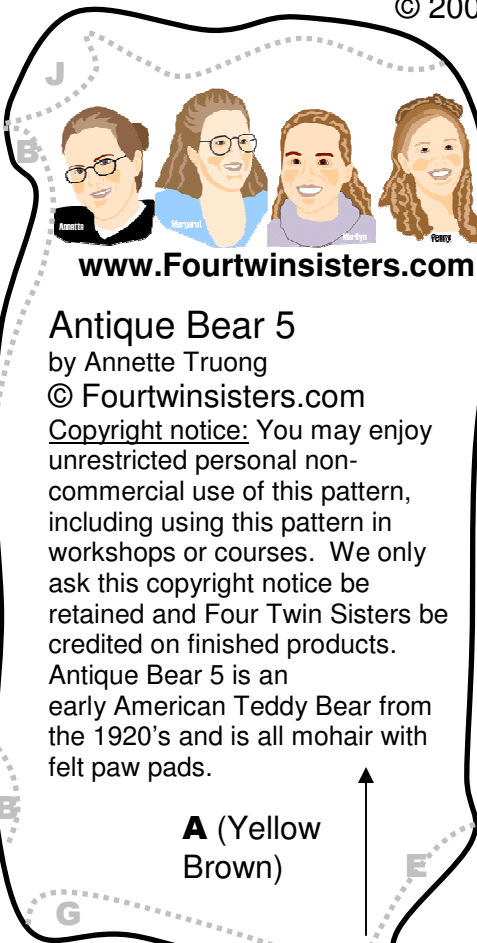 © 200
J
B
Annette
Margaret
Marilyn
Penny
www.Fourtwinsisters.com
Antique Bear 5
by Annette Truong
© Fourtwinsisters.com
Copyright notice: You may enjoy
unrestricted personal non-
commercial use of this pattern,
including using this pattern in
workshops or courses.  We only
ask this copyright notice be
retained and Four Twin Sisters be
credited on finished products.
Antique Bear 5 is an
early American Teddy Bear from
the 1920's and is all mohair with
felt paw pads.
B
A (Yellow
Brown)
E
G